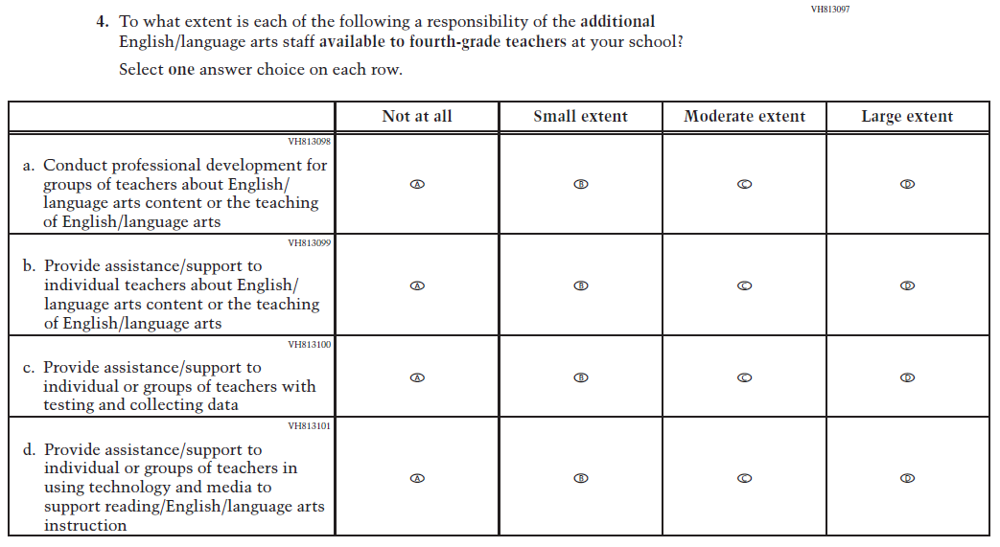 VH813097
4. To what extent is each of the following a responsibility of the additional
English/language arts staff available to fourth-grade teachers at your school?
Select one answer choice on each row.
Not at all Small extent Moderate extent Large extent
VH813098
a. Conduct professional development for
groups of teachers about English/
language arts content or the teaching
of English/language arts
A B C D
VH813099
b. Provide assistance/support to
individual teachers about English/
language arts content or the teaching
of English/language arts
A B C D
VH813100
c. Provide assistance/support to
individual or groups of teachers with
testing and collecting data
A B C D
VH813101
d. Provide assistance/support to
individual or groups of teachers in
using technology and media to
support reading/English/language arts
instruction
A B C D